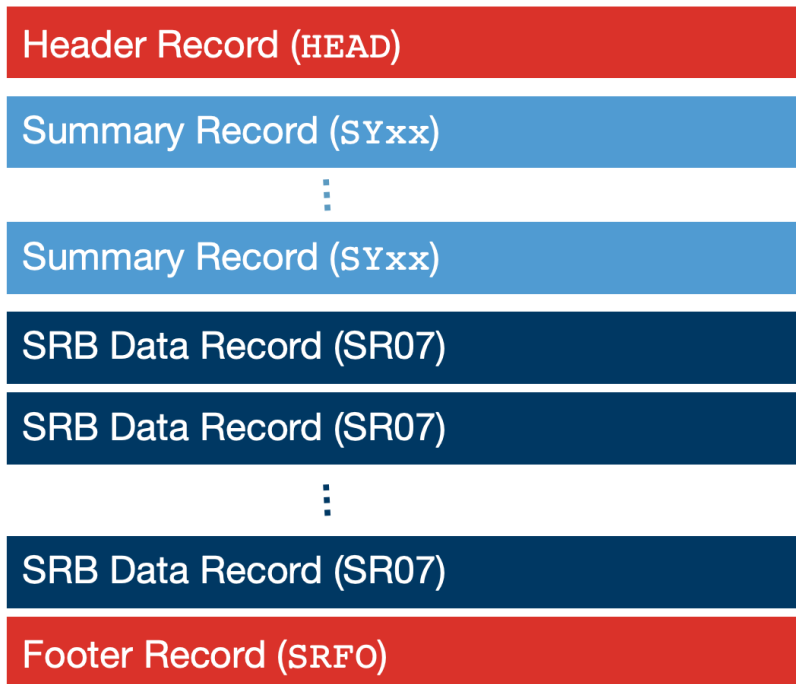 Header Record (HEAD)
Summary Record (SYxx)
Summary Record (SYxx)
SRB Data Record (SR07)
SRB Data Record (SR07)
SRB Data Record (SR07)
Footer Record (SRFO)